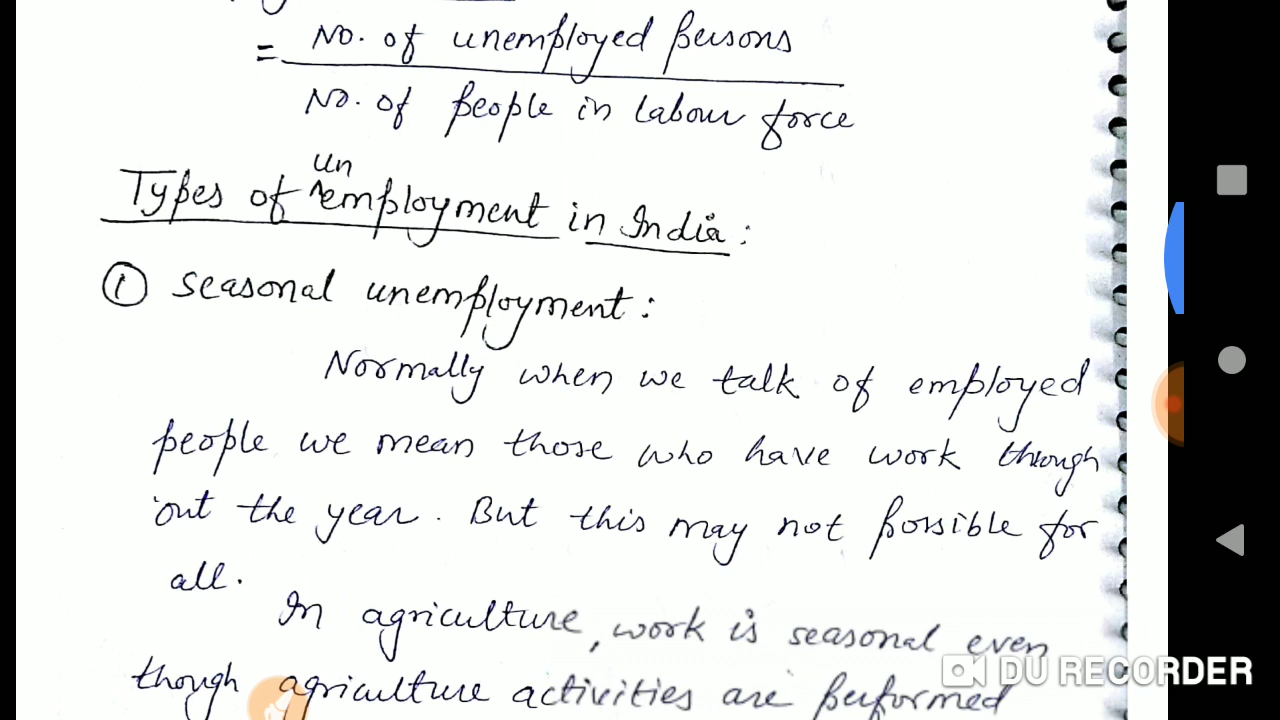 = No. of unemployed persons
No. of people in labour force
un
Types of ^employment in India :
① Seasonal unemployment :
Normally when we talk of employed
people we mean those who have work through
out the year. But this may not possible for
all.
In agriculture, work is seasonal even
though agriculture activities are performed
DU RECORDER